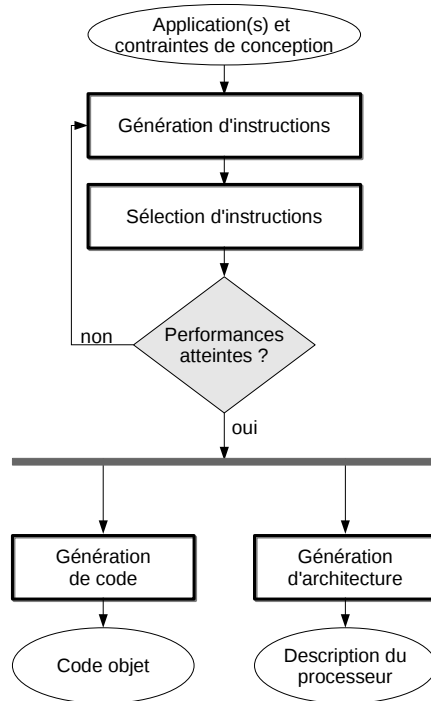 Application(s) et
contraintes de conception
Génération d'instructions
Sélection d'instructions
Performances
atteintes ?
non
oui
Génération
de code
Génération
d'architecture
Code objet
Description du
processeur